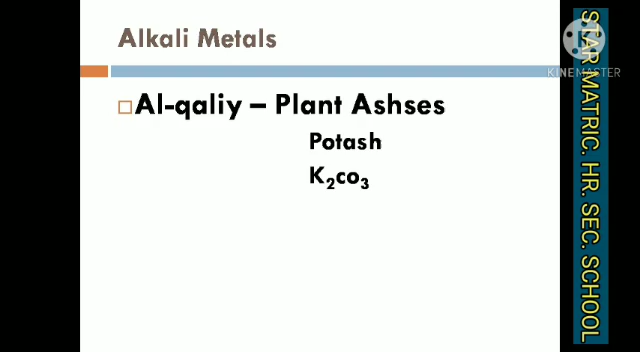 Alkali Metals
Al-qaliy – Plant Ashses
Potash
K₂co₃
KINEMASTER
STAR MATRIC. HR. SEC. SCHOOL